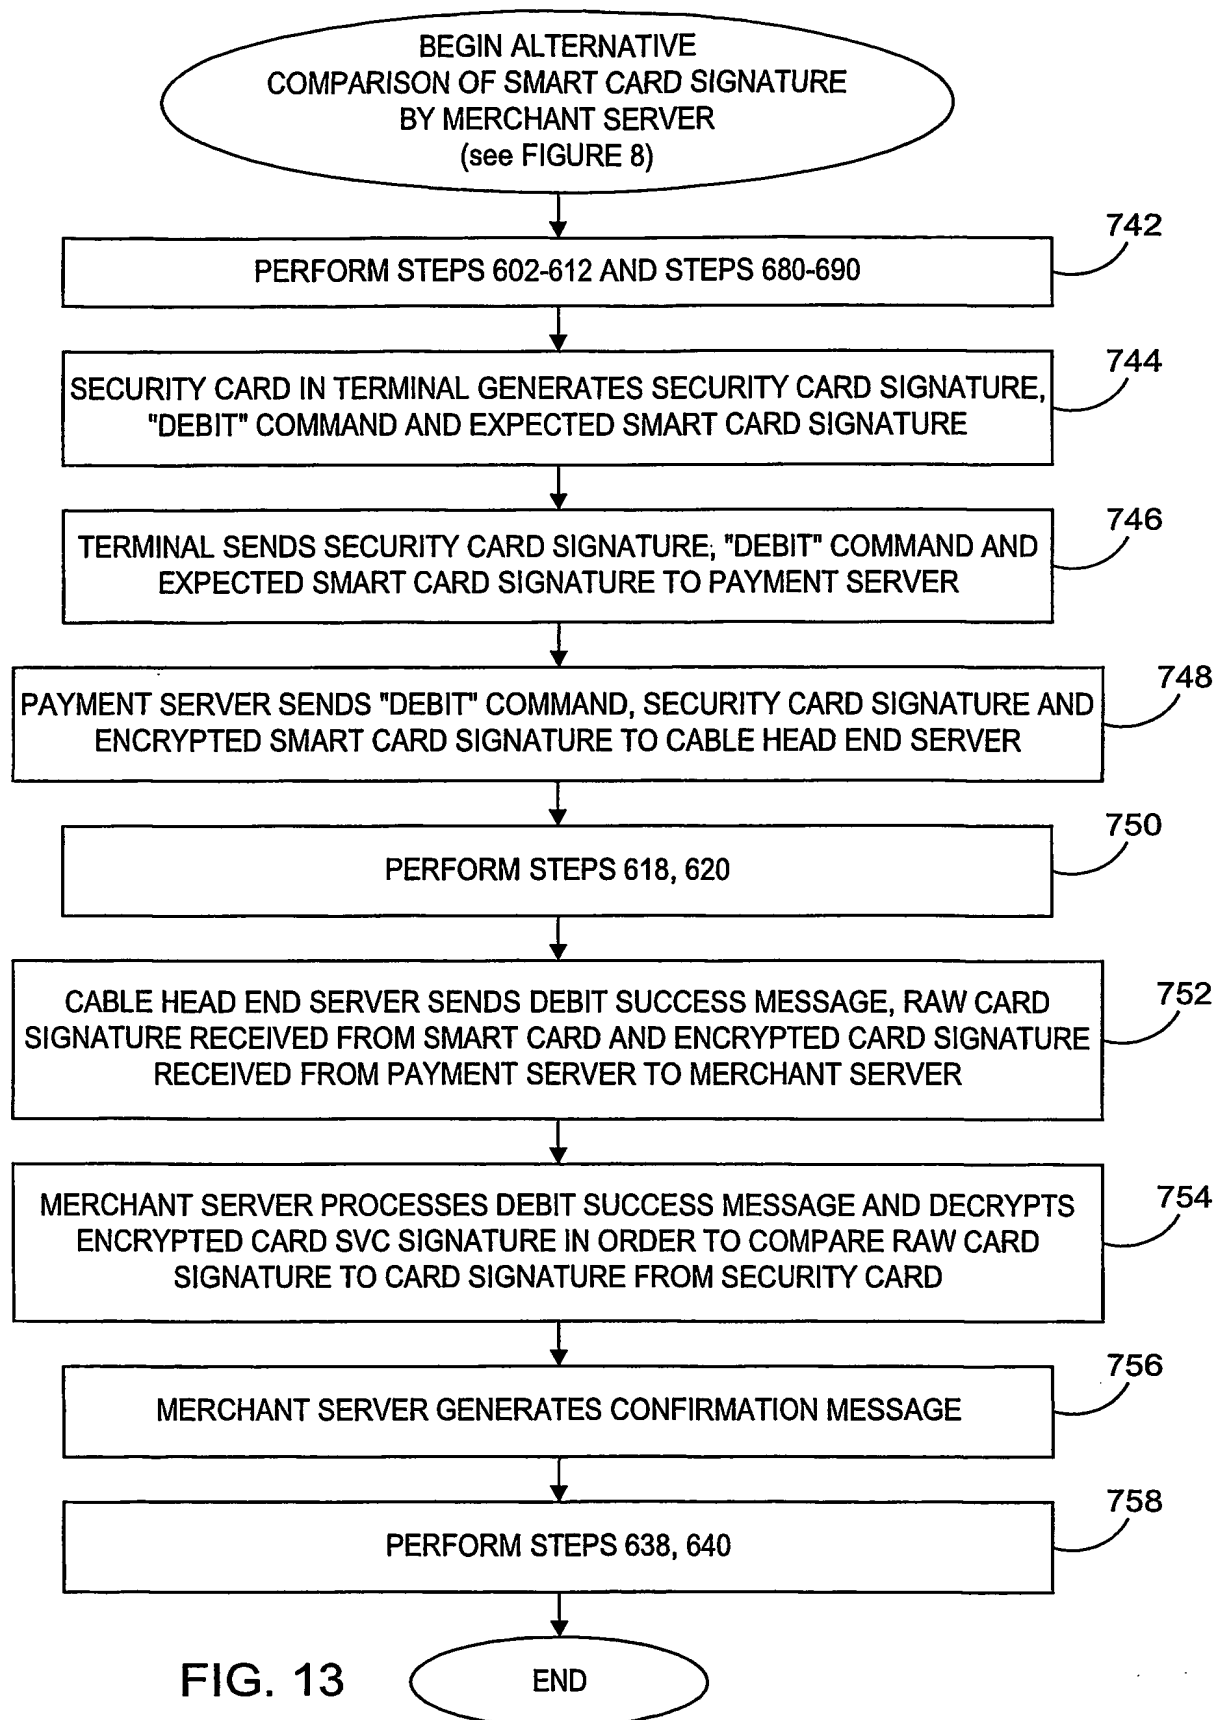 BEGIN ALTERNATIVE
COMPARISON OF SMART CARD SIGNATURE
BY MERCHANT SERVER
(see FIGURE 8)
742
PERFORM STEPS 602-612 AND STEPS 680-690
744
SECURITY CARD IN TERMINAL GENERATES SECURITY CARD SIGNATURE,
"DEBIT" COMMAND AND EXPECTED SMART CARD SIGNATURE
746
TERMINAL SENDS SECURITY CARD SIGNATURE, "DEBIT" COMMAND AND
EXPECTED SMART CARD SIGNATURE TO PAYMENT SERVER
748
PAYMENT SERVER SENDS "DEBIT" COMMAND, SECURITY CARD SIGNATURE AND
ENCRYPTED SMART CARD SIGNATURE TO CABLE HEAD END SERVER
750
PERFORM STEPS 618, 620
752
CABLE HEAD END SERVER SENDS DEBIT SUCCESS MESSAGE, RAW CARD
SIGNATURE RECEIVED FROM SMART CARD AND ENCRYPTED CARD SIGNATURE
RECEIVED FROM PAYMENT SERVER TO MERCHANT SERVER
754
MERCHANT SERVER PROCESSES DEBIT SUCCESS MESSAGE AND DECRYPTS
ENCRYPTED CARD SVC SIGNATURE IN ORDER TO COMPARE RAW CARD
SIGNATURE TO CARD SIGNATURE FROM SECURITY CARD
756
MERCHANT SERVER GENERATES CONFIRMATION MESSAGE
758
PERFORM STEPS 638, 640
FIG. 13
END